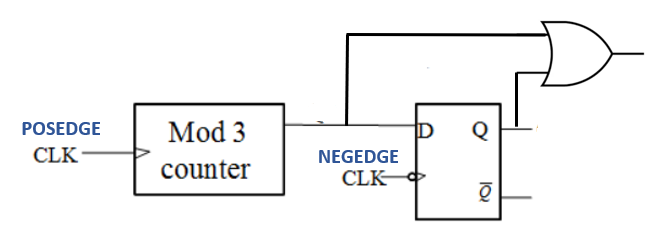 POSEDGE
CLK
Mod 3
counter
NEGEDGE
CLK
D
Q
Q̅